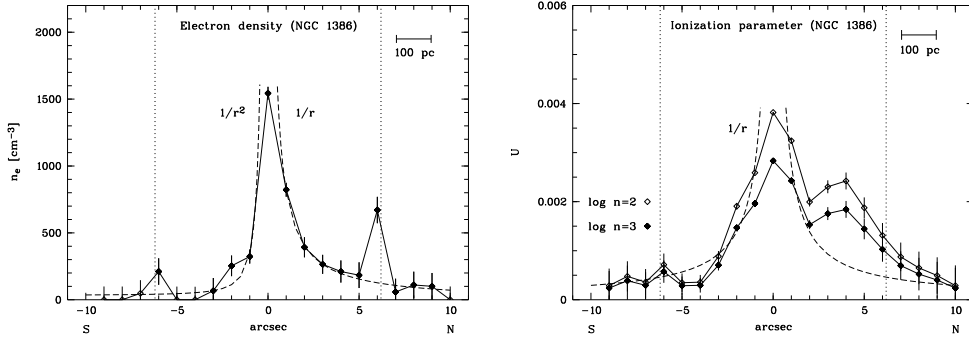 Electron density (NGC 1386)
100 pc
1/r²
1/r
n_e [cm⁻³]
2000
1500
1000
500
0
−10
−5
0
5
10
S
arcsec
N
Ionization parameter (NGC 1386)
100 pc
1/r
U
0.006
0.004
0.002
0
log n=2
log n=3
−10
−5
0
5
10
S
arcsec
N